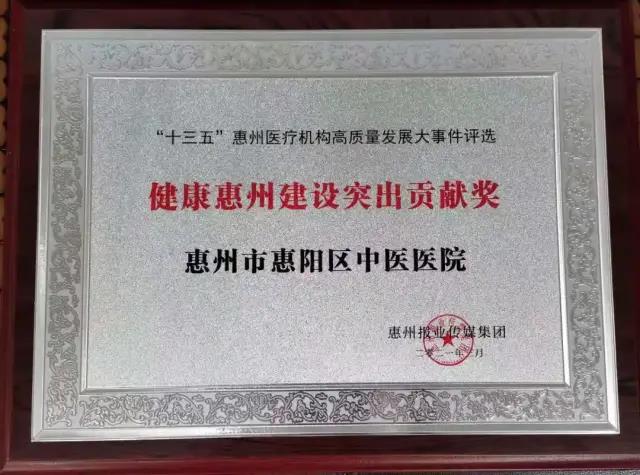 “十三五”惠州医疗机构高质量发展大事件评选
健康惠州建设突出贡献奖
惠州市惠阳区中医医院
惠州报业传媒集团
二〇二一年三月